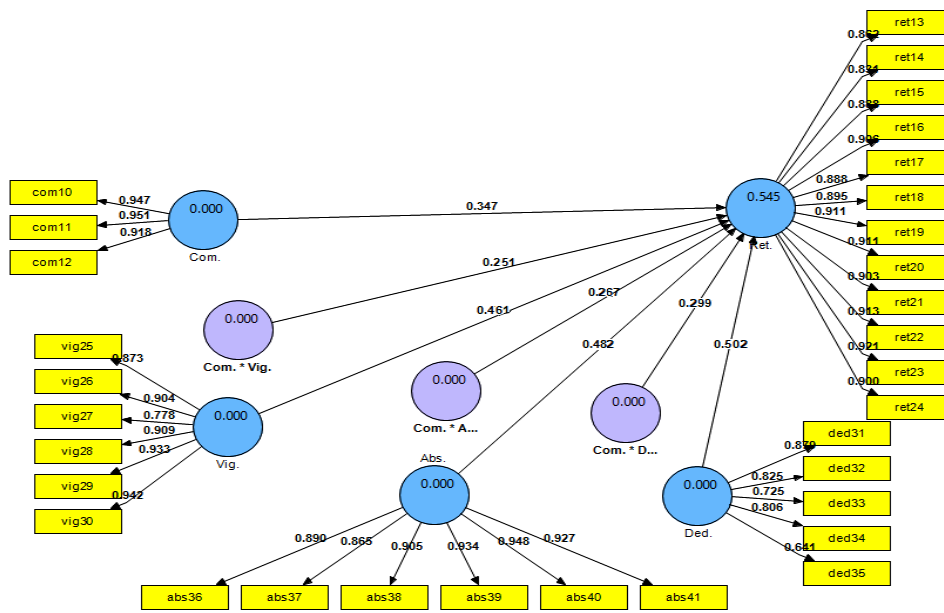 ret13
0.862
ret14
0.831
ret15
0.888
ret16
0.906
ret17
0.888
ret18
0.895
ret19
0.911
0.911
ret20
0.903
ret21
0.913
ret22
0.921
ret23
0.900
ret24
0.545
Ret.
com10
0.947
com11
0.951
com12
0.918
0.000
Com.
0.347
0.251
0.000
Com. * Vig.
0.461
0.267
0.482
0.299
0.502
vig25
0.873
vig26
0.904
vig27
0.778
vig28
0.909
vig29
0.933
vig30
0.942
0.000
Vig.
0.000
Com. * A...
0.000
Com. * D...
Abs.
0.000
0.000
Ded.
ded31
0.879
ded32
0.825
0.725
ded33
0.806
ded34
0.641
ded35
0.890
0.865
0.905
0.934
0.948
0.927
abs36
abs37
abs38
abs39
abs40
abs41